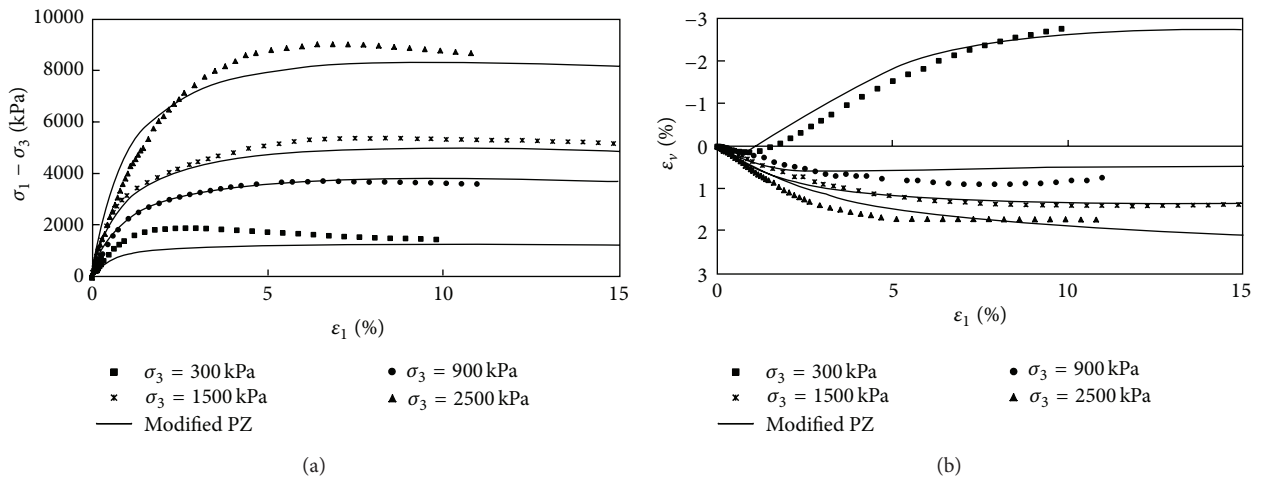 10000
8000
6000
4000
2000
0
σ1 − σ3 (kPa)
0 5 10 15
ε1 (%)
σ3 = 300 kPa
σ3 = 900 kPa
σ3 = 1500 kPa
σ3 = 2500 kPa
Modified PZ
(a)
−3
−2
−1
0
1
2
3
εv (%)
0 5 10 15
ε1 (%)
σ3 = 300 kPa
σ3 = 900 kPa
σ3 = 1500 kPa
σ3 = 2500 kPa
Modified PZ
(b)